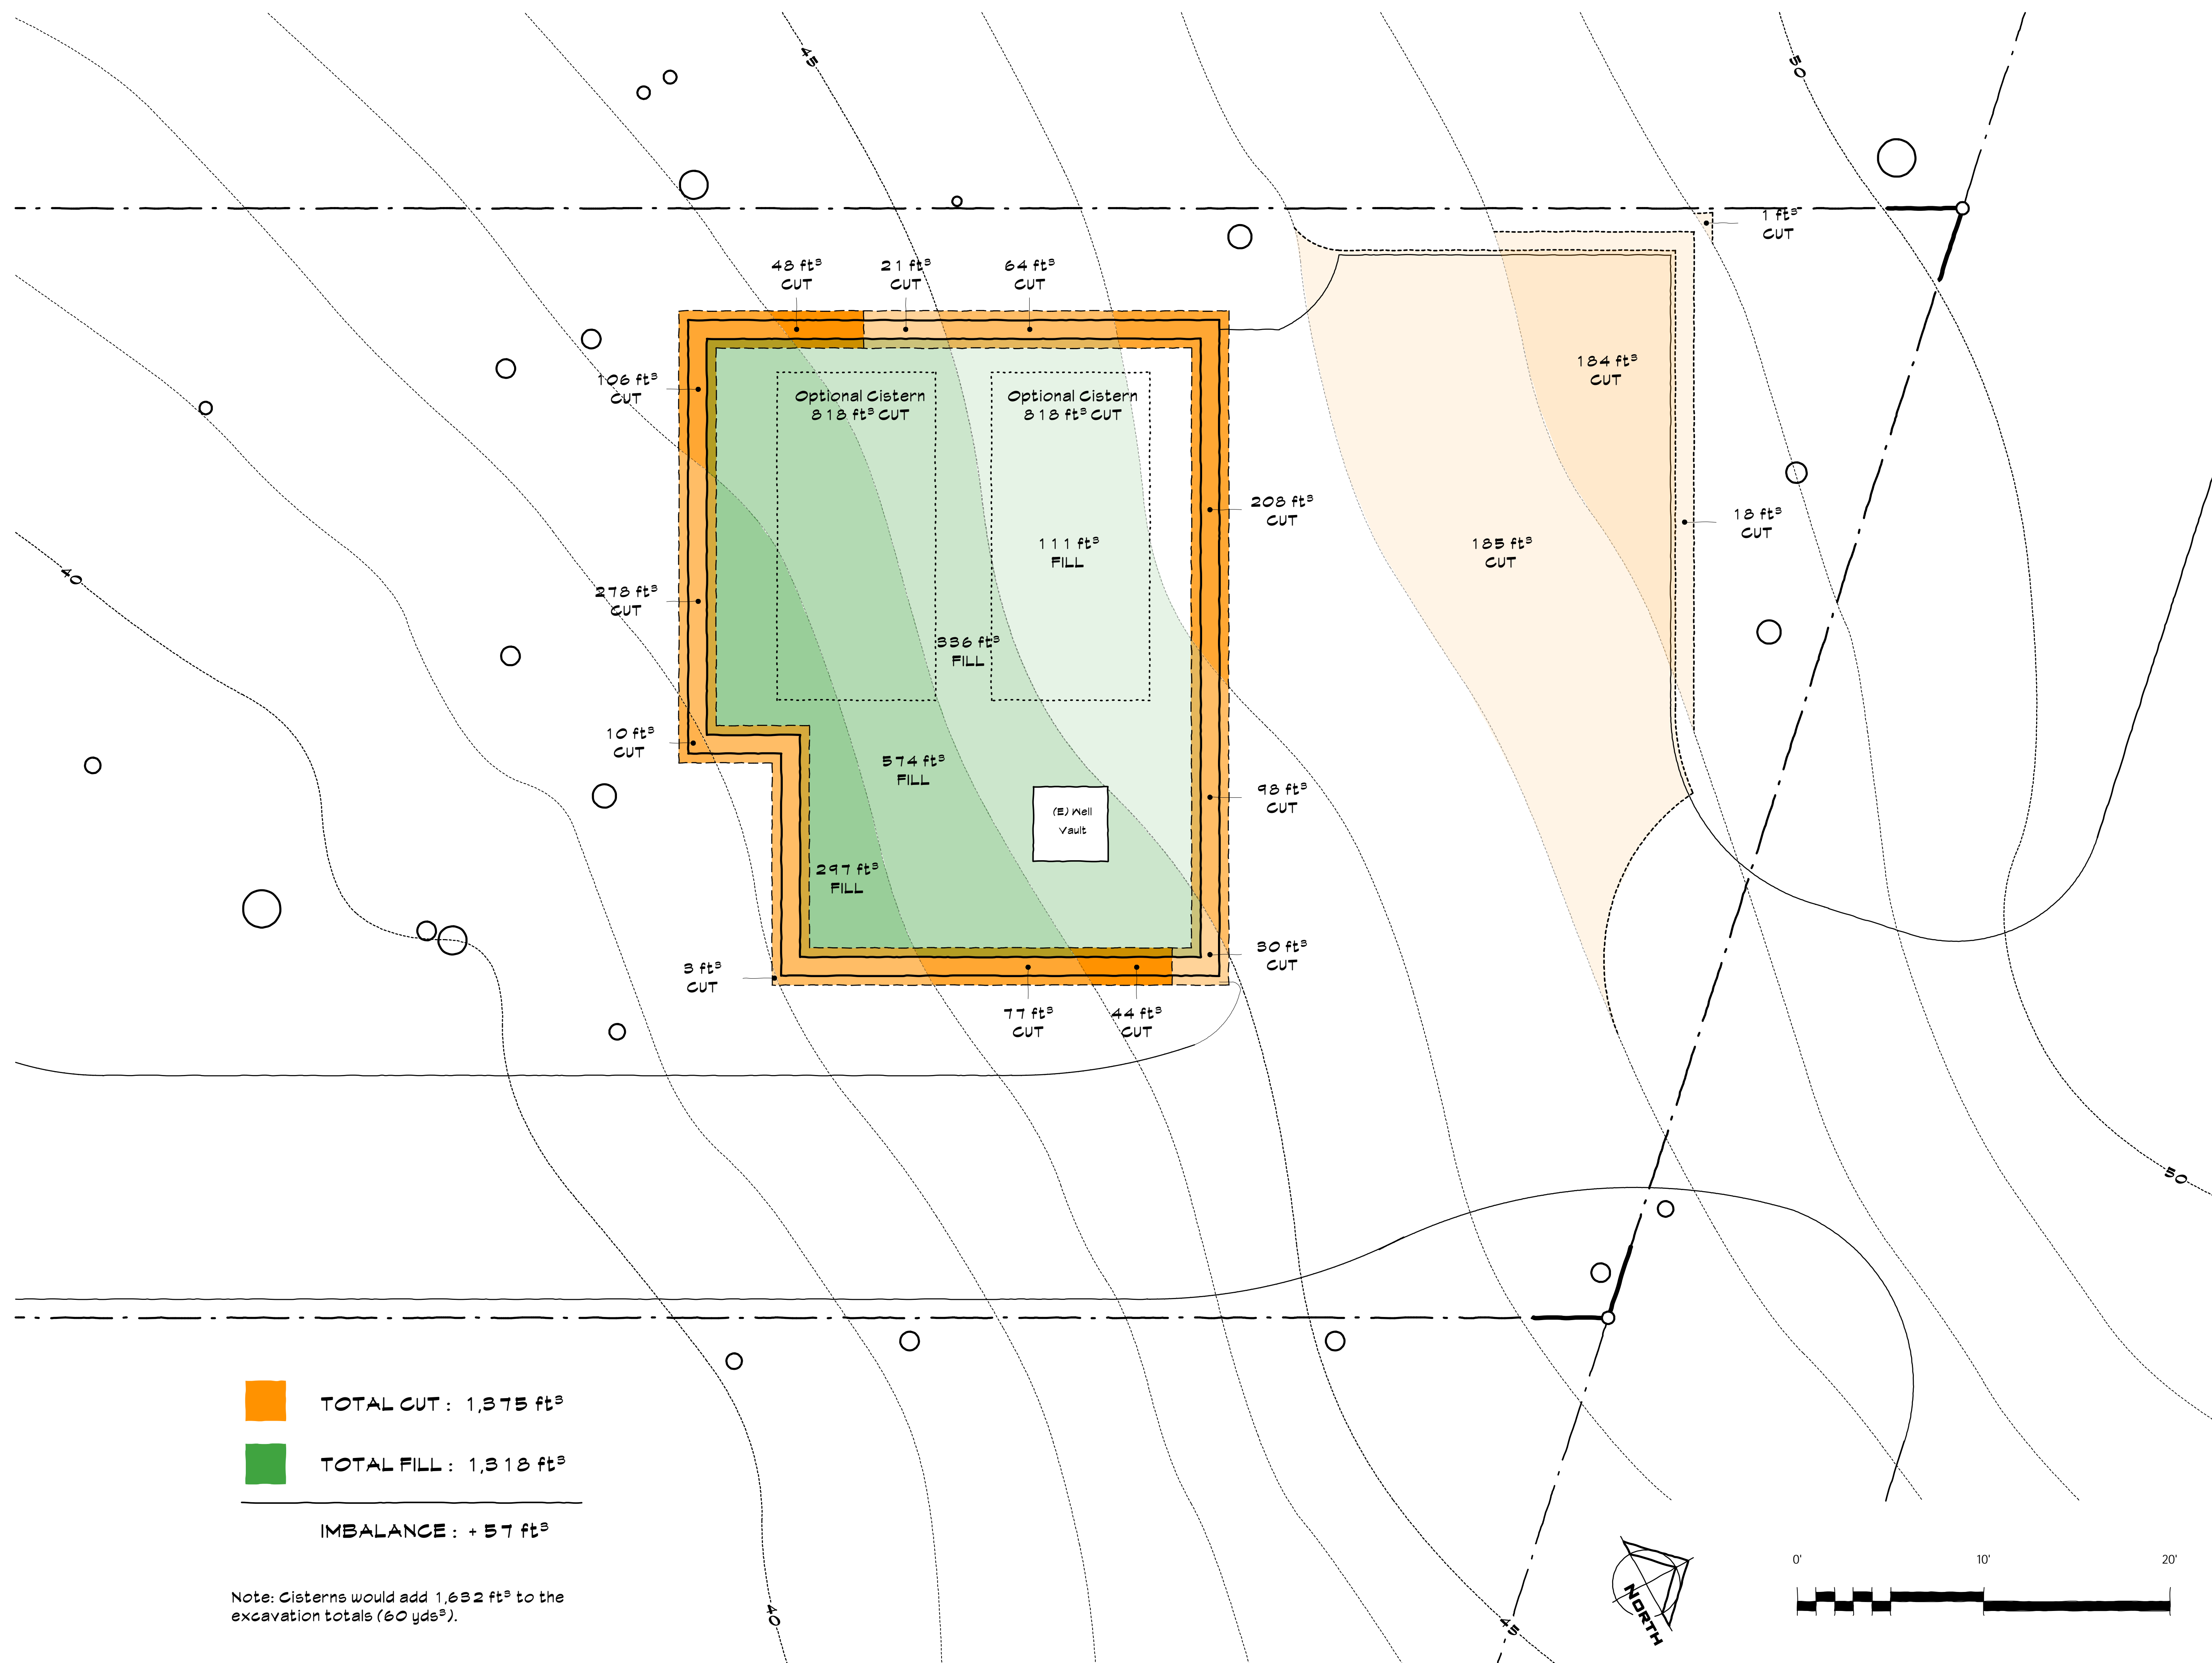 45
50
1 ft³
CUT
48 ft³
CUT
21 ft³
CUT
64 ft³
CUT
106 ft³
CUT
Optional Cistern
818 ft³ CUT
Optional Cistern
818 ft³ CUT
184 ft³
CUT
208 ft³
CUT
18 ft³
CUT
111 ft³
FILL
185 ft³
CUT
40
278 ft³
CUT
336 ft³
FILL
10 ft³
CUT
574 ft³
FILL
98 ft³
CUT
(E) Well
Vault
297 ft³
FILL
30 ft³
CUT
3 ft³
CUT
77 ft³
CUT
44 ft³
CUT
50
TOTAL CUT : 1,375 ft³
TOTAL FILL : 1,318 ft³
IMBALANCE : + 57 ft³
Note: Cisterns would add 1,632 ft³ to the
excavation totals (60 yds³).
40
45
NORTH
0'
10'
20'